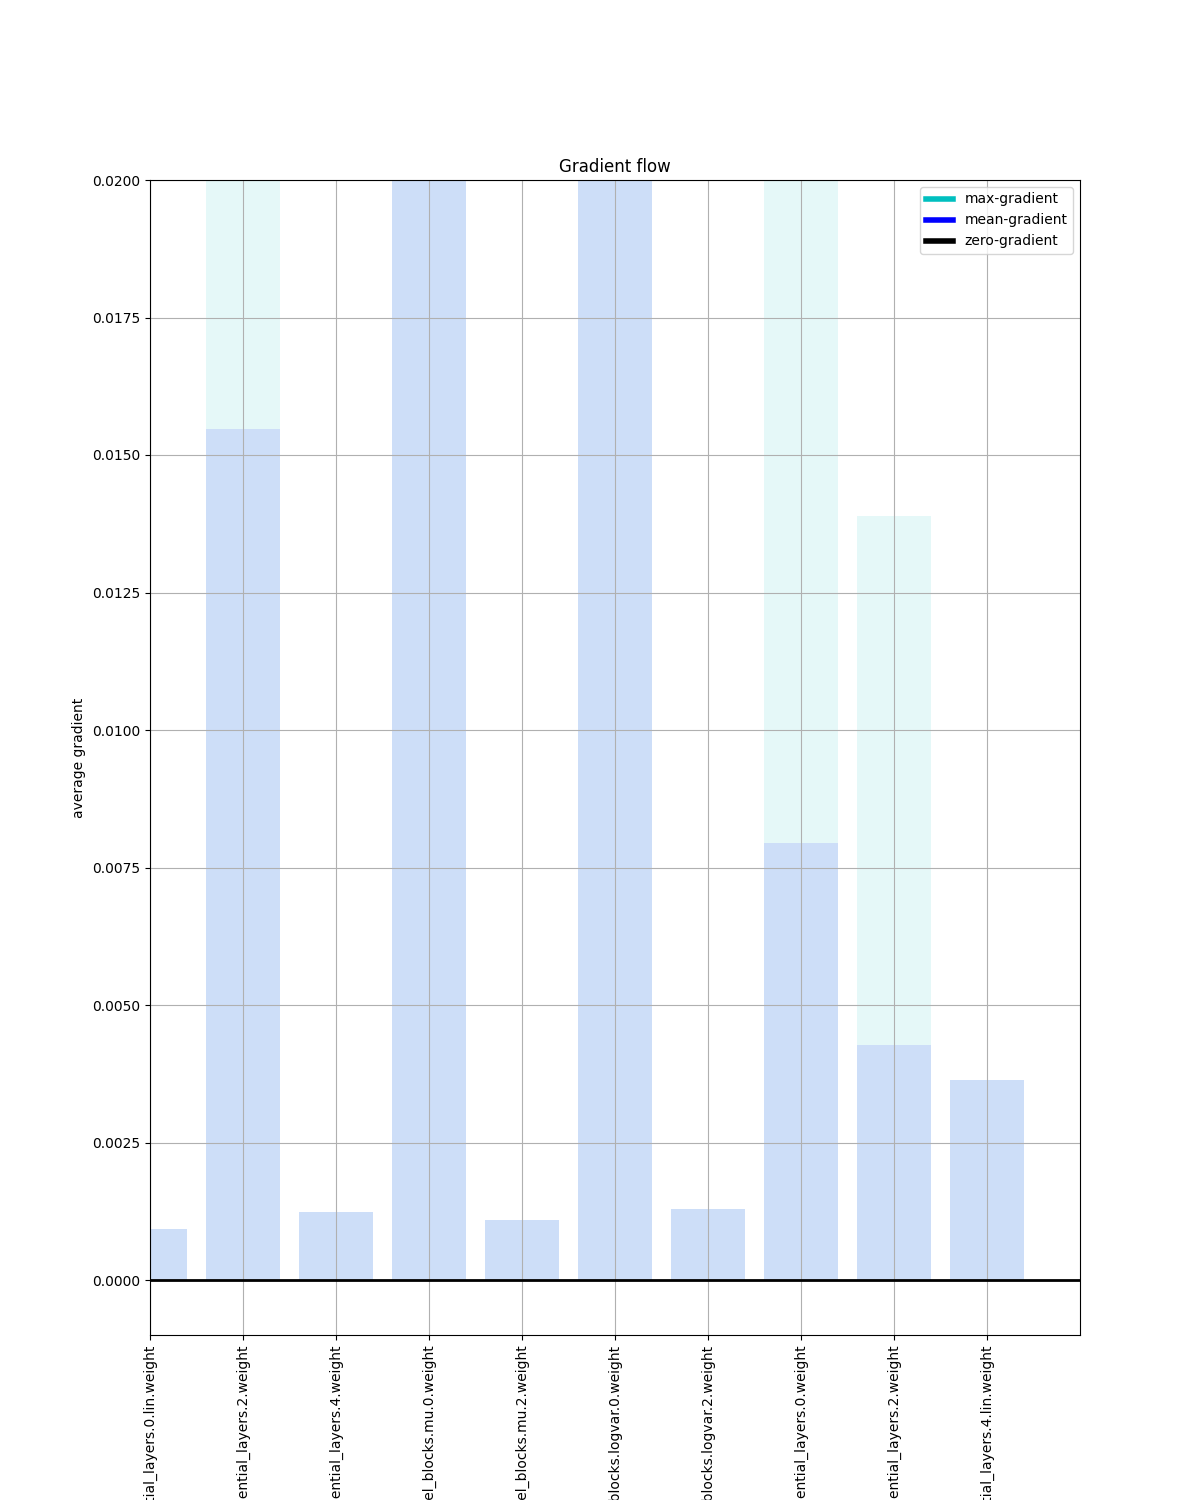 Gradient flow
max-gradient
mean-gradient
zero-gradient
0.0200
0.0175
0.0150
0.0125
0.0100
0.0075
0.0050
0.0025
0.0000
average gradient
tial_layers.0.lin.weight
ential_layers.2.weight
ential_layers.4.weight
el_blocks.mu.0.weight
el_blocks.mu.2.weight
blocks.logvar.0.weight
blocks.logvar.2.weight
ential_layers.0.weight
ential_layers.2.weight
tial_layers.4.lin.weight